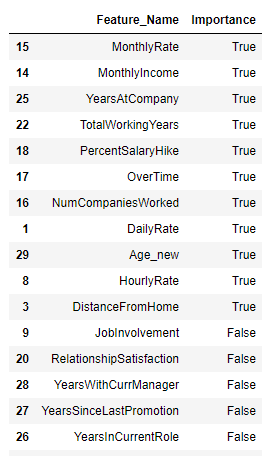 Feature_Name Importance
15 MonthlyRate True
14 MonthlyIncome True
25 YearsAtCompany True
22 TotalWorkingYears True
18 PercentSalaryHike True
17 OverTime True
16 NumCompaniesWorked True
1 DailyRate True
29 Age_new True
8 HourlyRate True
3 DistanceFromHome True
9 JobInvolvement False
20 RelationshipSatisfaction False
28 YearsWithCurrManager False
27 YearsSinceLastPromotion False
26 YearsInCurrentRole False